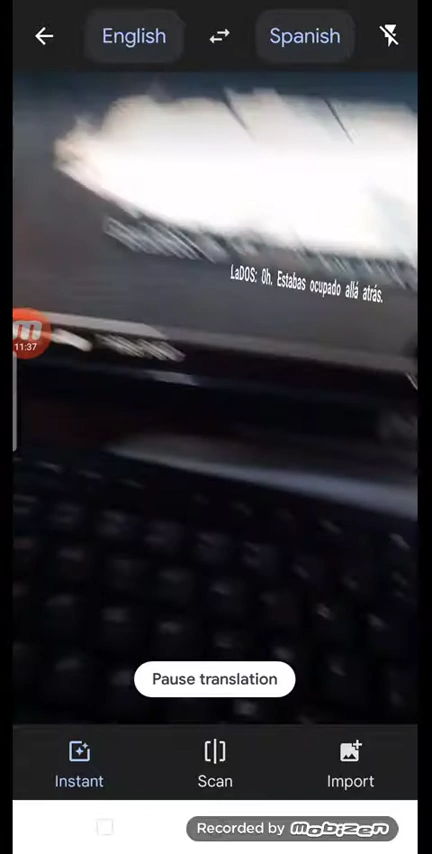 English
Spanish
LaDOS: Oh. Estabas ocupado allá atrás.
11:37
Pause translation
Instant
Scan
Import
Recorded by mobizen